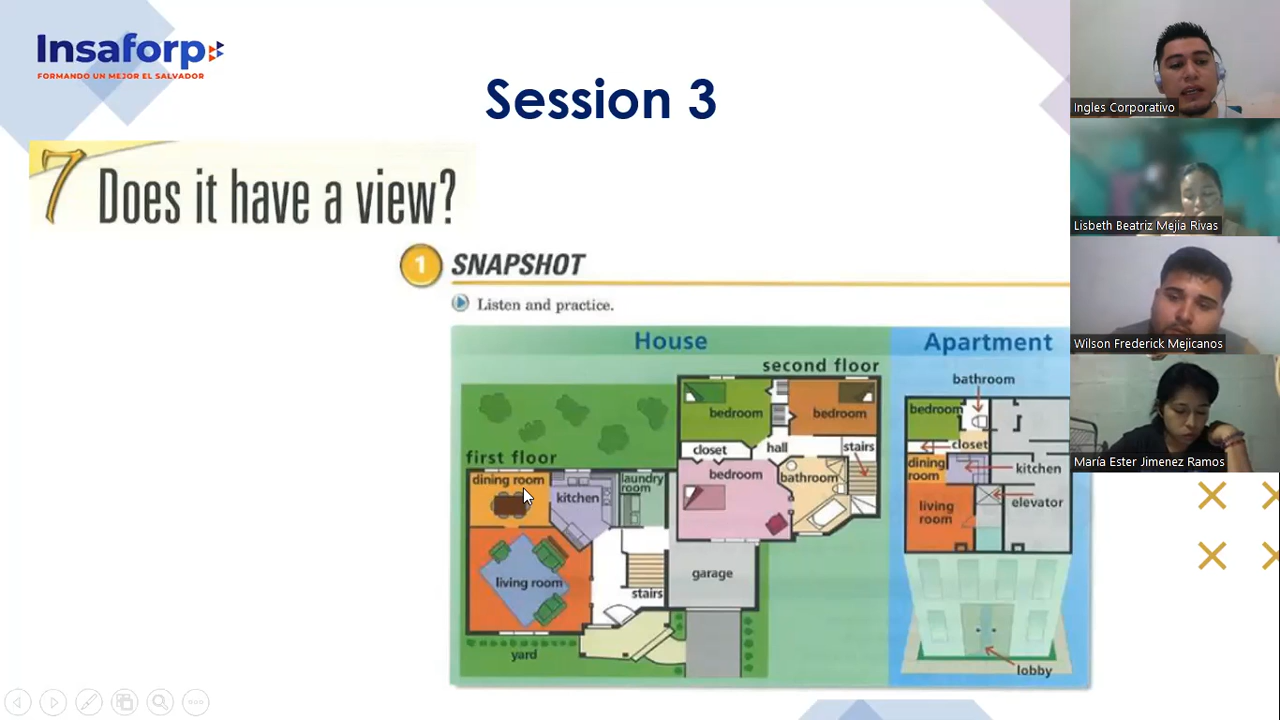 Insaforp
FORMANDO UN MEJOR EL SALVADOR
Session 3
7 Does it have a view?
1 SNAPSHOT
Listen and practice.
House
second floor
bedroom
bedroom
closet
hall
stairs
bedroom
bathroom
first floor
dining room
kitchen
laundry
room
living room
stairs
garage
yard
Apartment
bathroom
bedroom
closet
dining
room
kitchen
living
room
elevator
lobby
Ingles Corporativo
Lisbeth Beatriz Mejia Rivas
Wilson Frederick Mejicanos
María Ester Jimenez Ramos